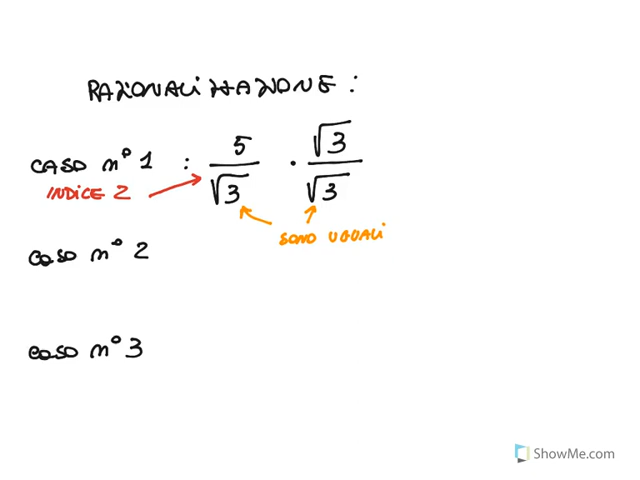 RAZIONALIZZAZIONE :
CASO n° 1 : 5/√3 · √3/√3
INDICE 2
SONO UGUALI
CASO n° 2
CASO n° 3
ShowMe.com